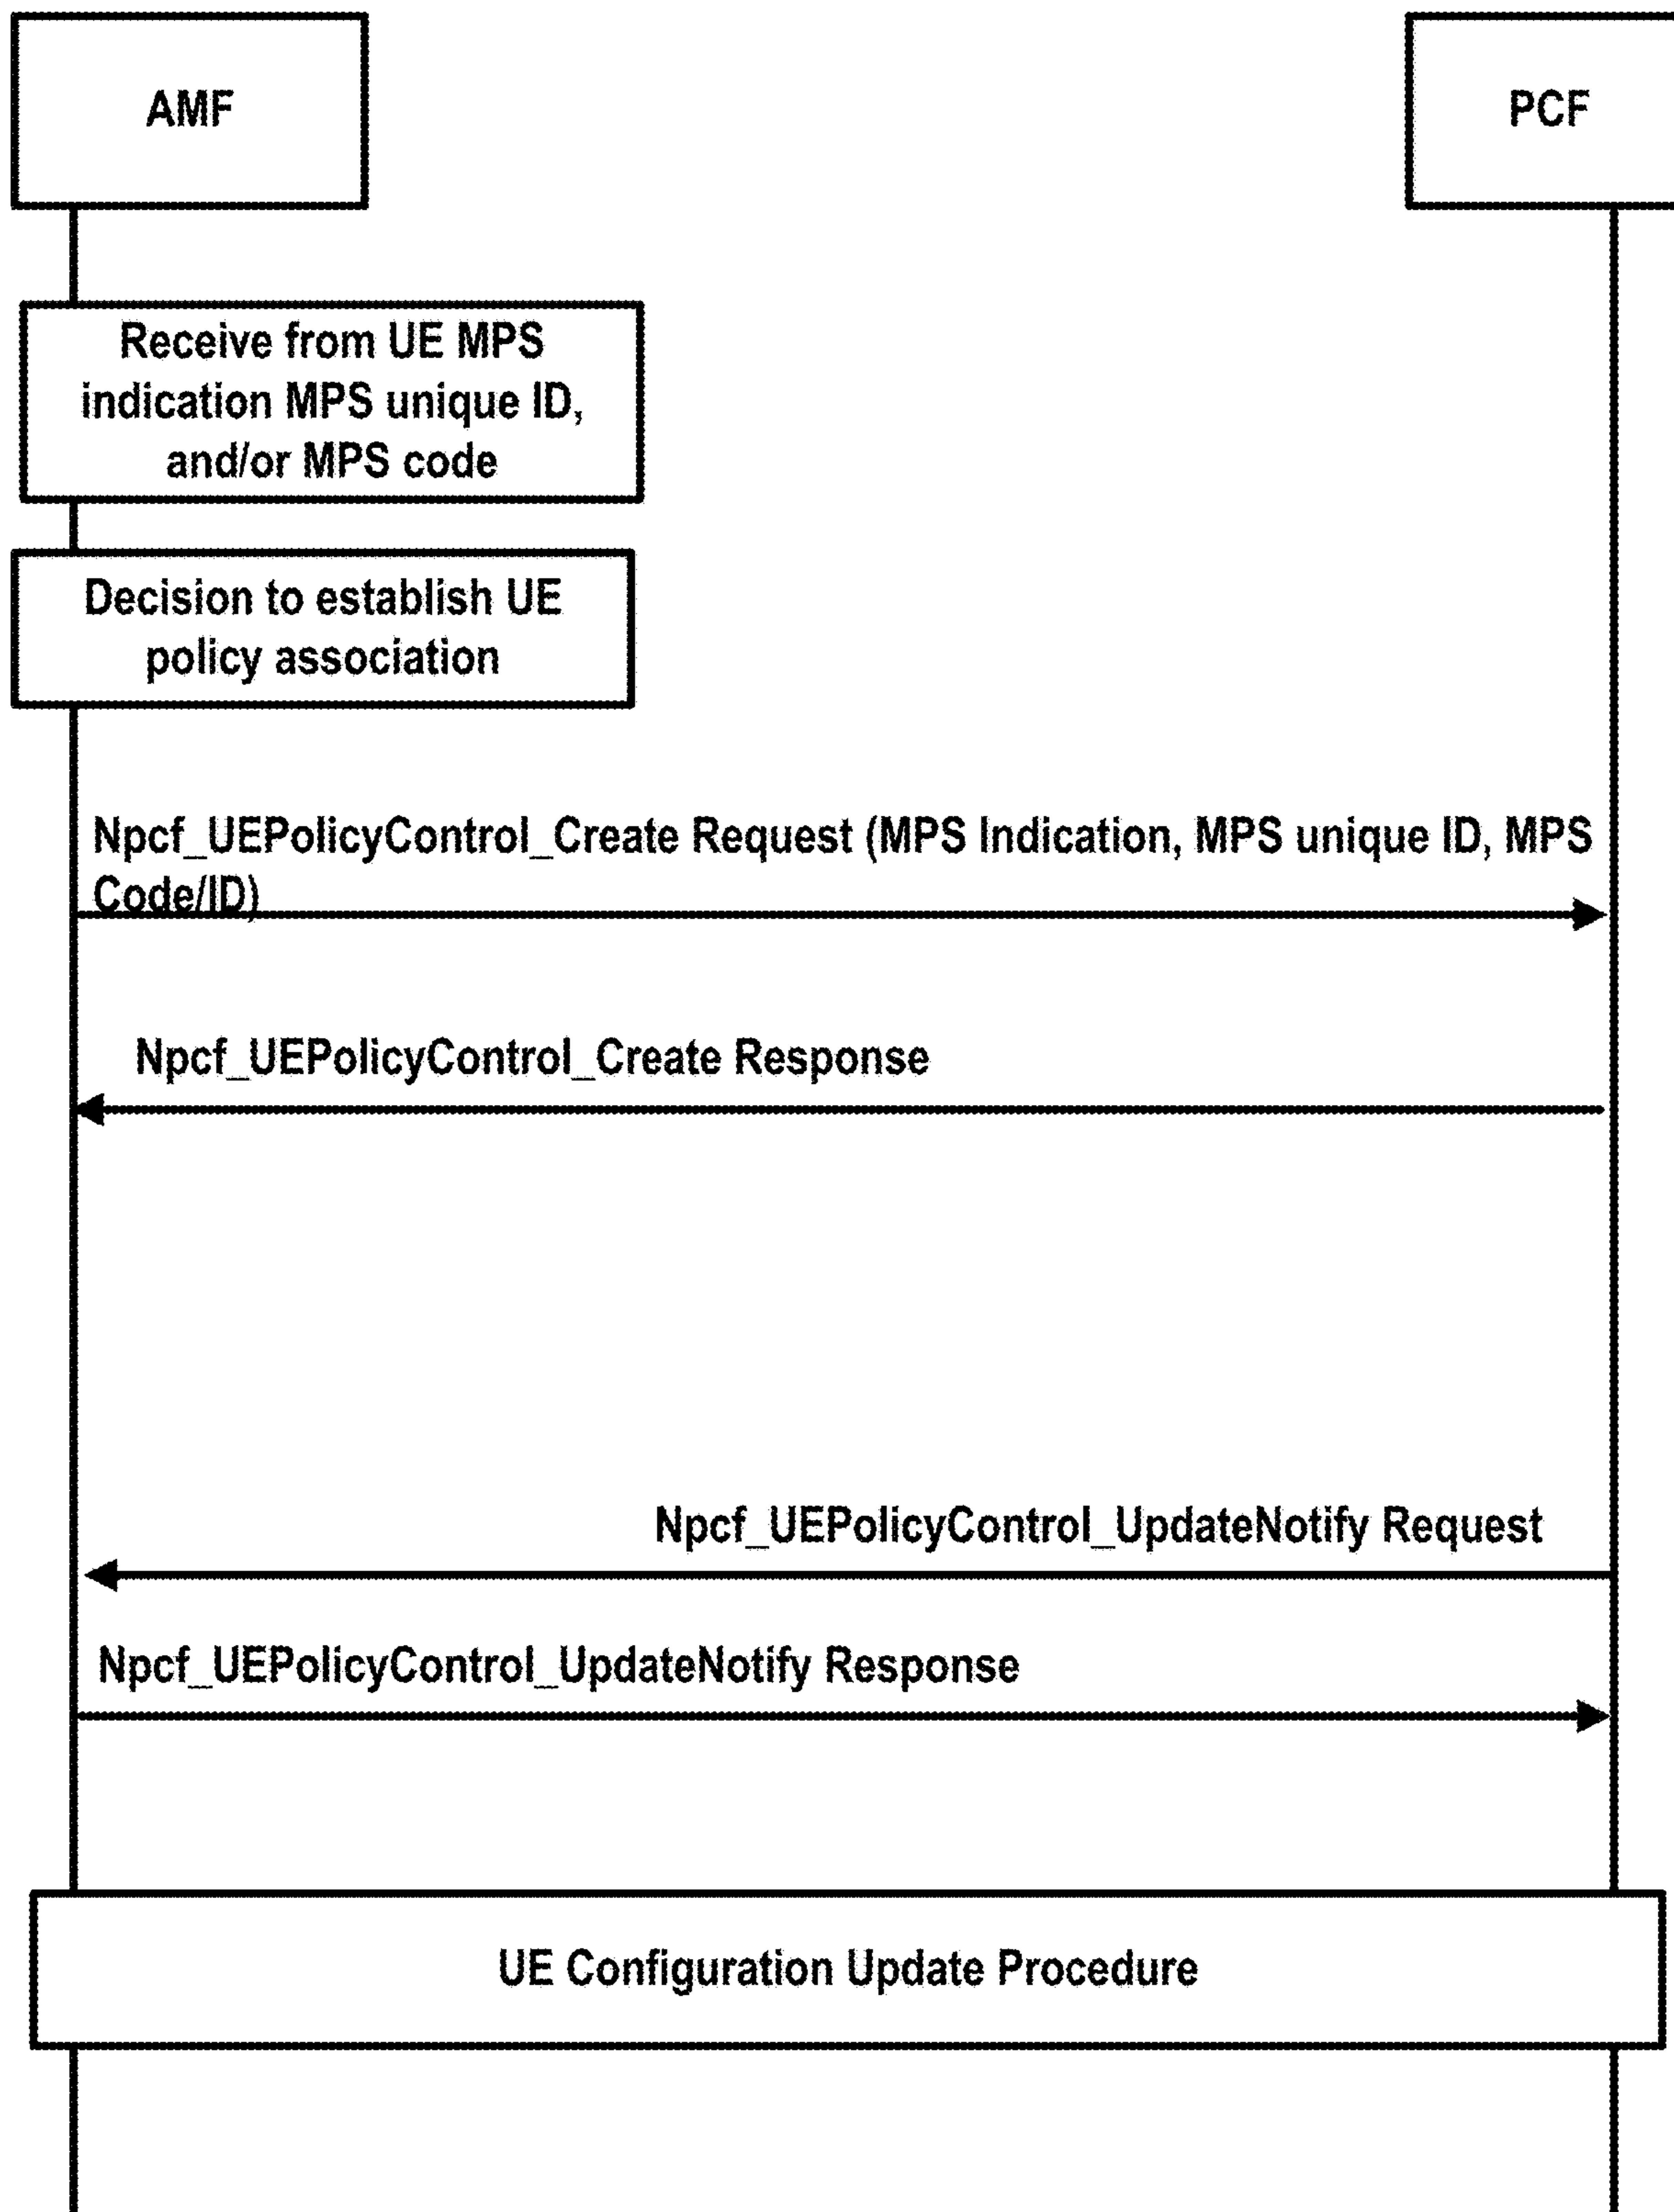 AMF
PCF
Receive from UE MPS
indication MPS unique ID,
and/or MPS code
Decision to establish UE
policy association
Npcf_UEPolicyControl_Create Request (MPS Indication, MPS unique ID, MPS
Code/ID)
Npcf_UEPolicyControl_Create Response
Npcf_UEPolicyControl_UpdateNotify Request
Npcf_UEPolicyControl_UpdateNotify Response
UE Configuration Update Procedure